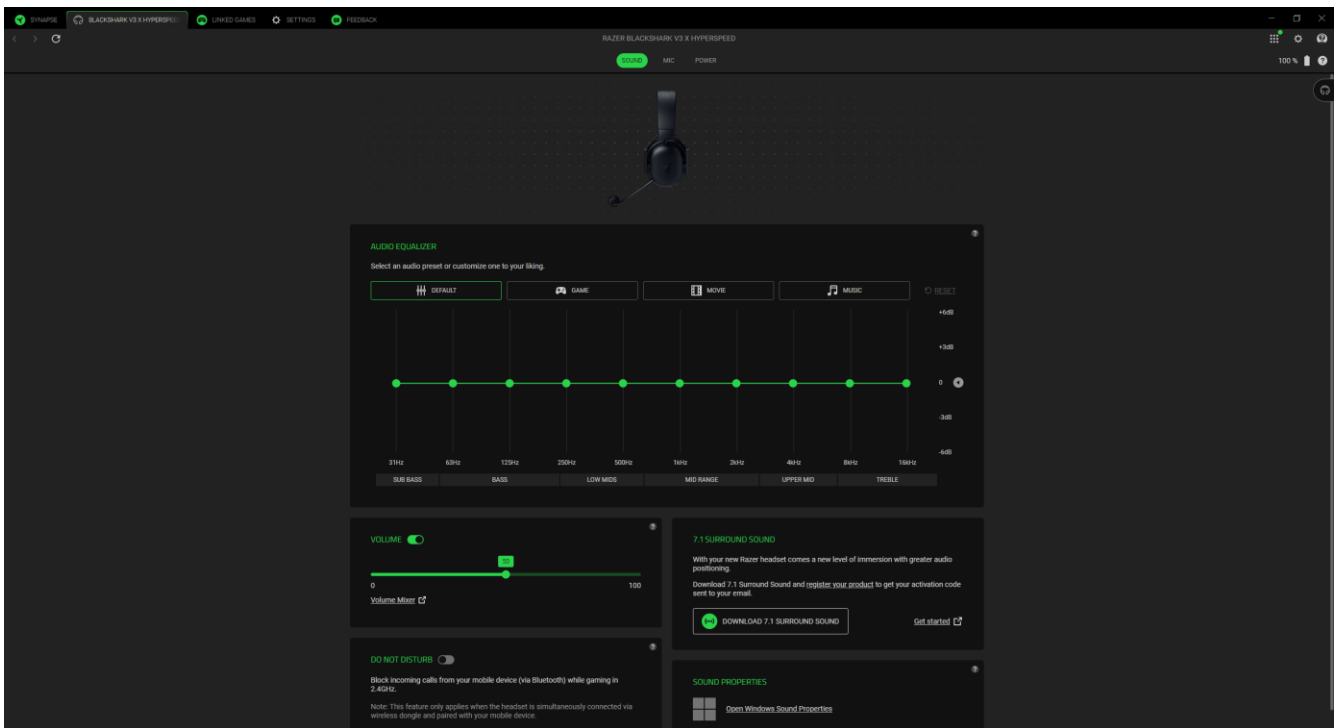 SYNAPSE
BLACKSHARK V3 X HYPERSPEED
LINKED GAMES
SETTINGS
FEEDBACK
RAZER BLACKSHARK V3 X HYPERSPEED
SOUND
MIC
POWER
100 %
AUDIO EQUALIZER
Select an audio preset or customize one to your liking.
DEFAULT
GAME
MOVIE
MUSIC
RESET
+6dB
+3dB
0
-3dB
-6dB
31Hz
63Hz
125Hz
250Hz
500Hz
1kHz
2kHz
4kHz
8kHz
16kHz
SUB BASS
BASS
LOW MIDS
MID RANGE
UPPER MID
TREBLE
VOLUME
50
0
100
Volume Mixer
DO NOT DISTURB
Block incoming calls from your mobile device (via Bluetooth) while gaming in
2.4GHz.
Note: This feature only applies when the headset is simultaneously connected via
wireless dongle and paired with your mobile device.
7.1 SURROUND SOUND
With your new Razer headset comes a new level of immersion with greater audio
positioning.
Download 7.1 Surround Sound and register your product to get your activation code
sent to your email.
DOWNLOAD 7.1 SURROUND SOUND
Get started
SOUND PROPERTIES
Open Windows Sound Properties